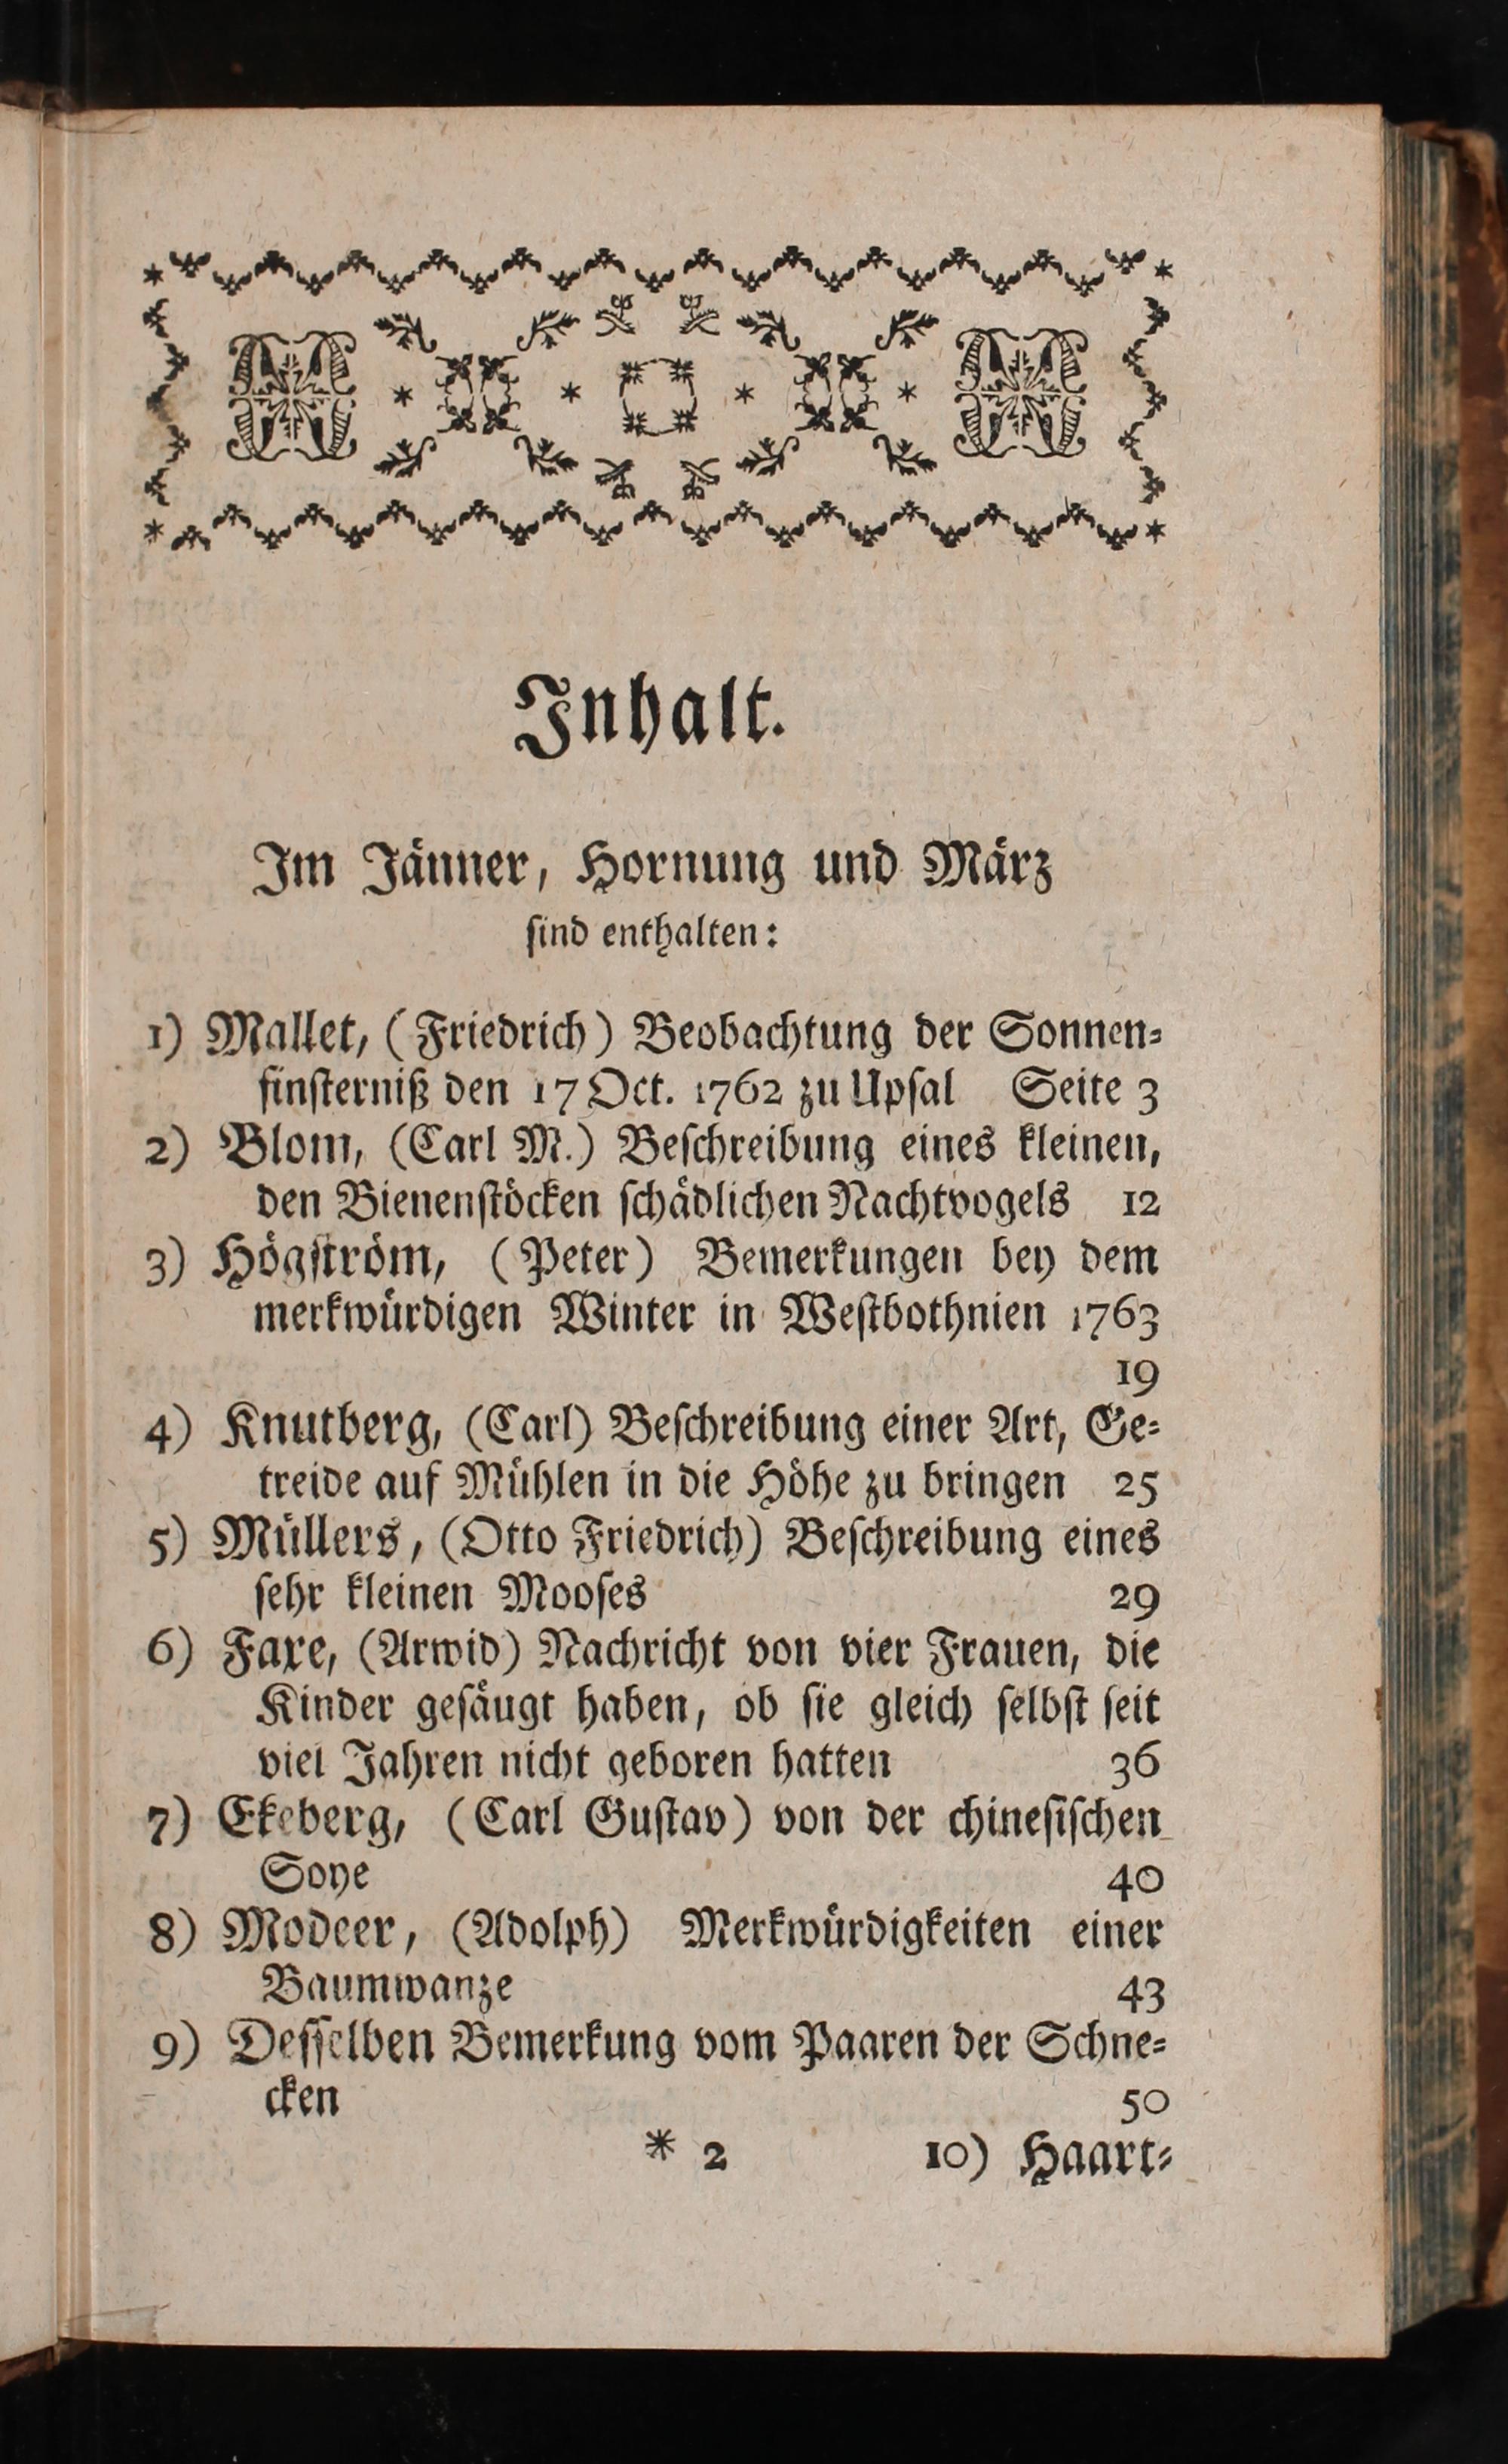 Inhalt.
Im Jänner, Hornung und März
ſind enthalten:
1) Mallet, (Friedrich) Beobachtung der Sonnen⸗
finſterniß den 17 Oct. 1762 zu Upſal Seite 3
2) Blom, (Carl M.) Beſchreibung eines kleinen,
den Bienenſtöcken ſchädlichen Nachtvogels 12
3) Högſtröm, (Peter) Bemerkungen bey dem
merkwürdigen Winter in Weſtbothnien 1763
19
4) Knutberg, (Carl) Beſchreibung einer Art, Ge⸗
treide auf Mühlen in die Höhe zu bringen 25
5) Müllers, (Otto Friedrich) Beſchreibung eines
ſehr kleinen Mooſes 29
6) Faxe, (Arwid) Nachricht von vier Frauen, die
Kinder geſäugt haben, ob ſie gleich ſelbſt ſeit
viel Jahren nicht geboren hatten 36
7) Ekeberg, (Carl Guſtav) von der chineſiſchen
Soye 40
8) Modeer, (Adolph) Merkwürdigkeiten einer
Baumwanze 43
9) Deſſelben Bemerkung vom Paaren der Schne⸗
cken 50
* 2 10) Haart⸗